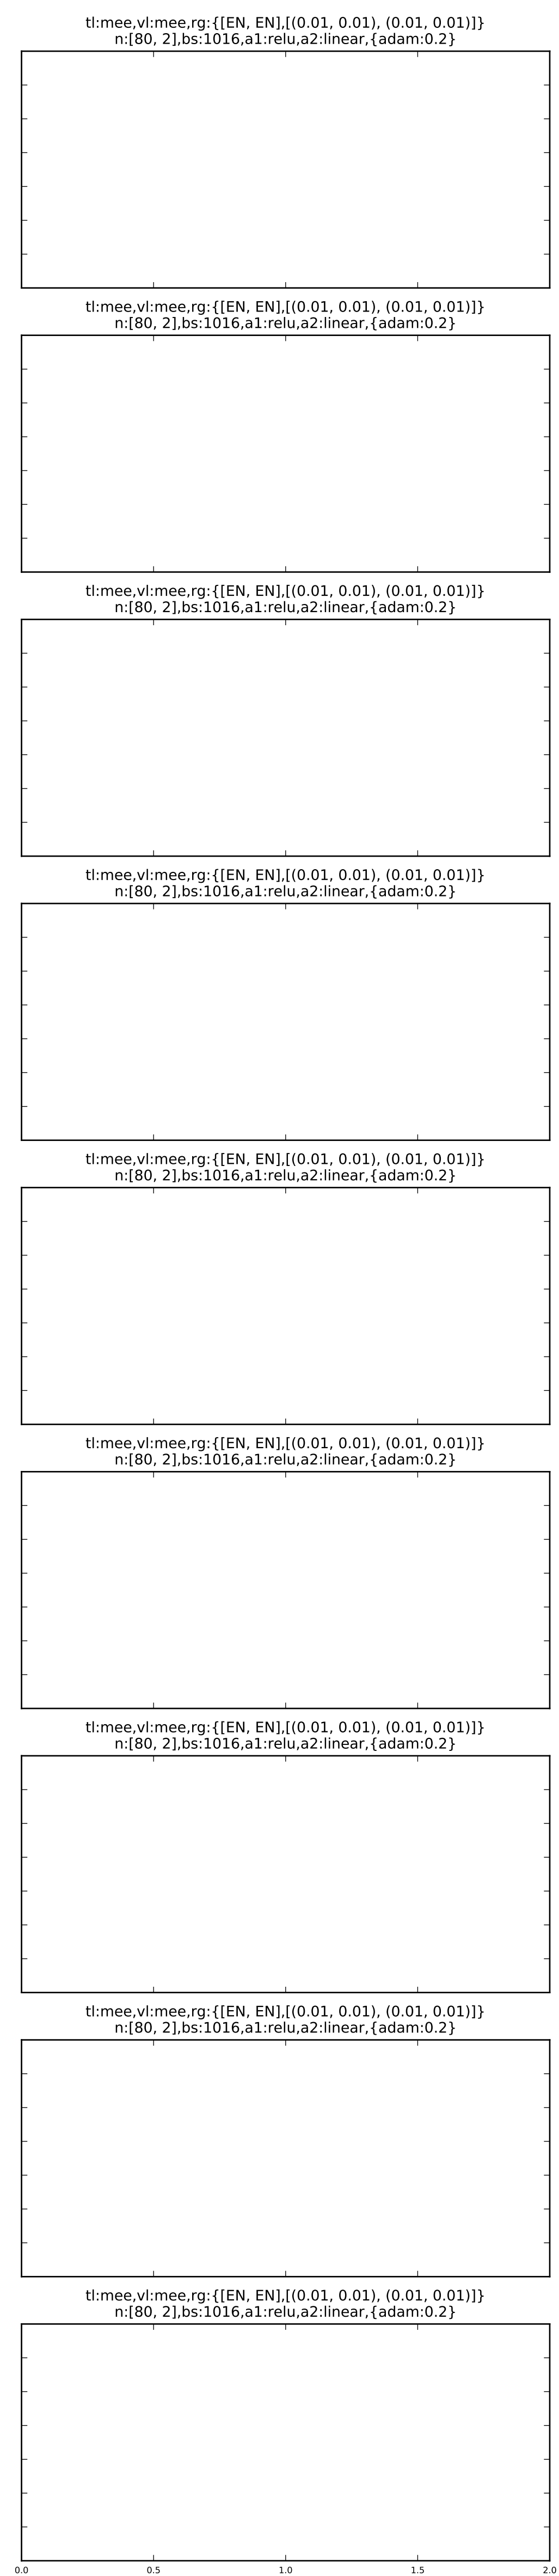 tl:mee,vl:mee,rg:{[EN, EN],[(0.01, 0.01), (0.01, 0.01)]}
n:[80, 2],bs:1016,a1:relu,a2:linear,{adam:0.2}
tl:mee,vl:mee,rg:{[EN, EN],[(0.01, 0.01), (0.01, 0.01)]}
n:[80, 2],bs:1016,a1:relu,a2:linear,{adam:0.2}
tl:mee,vl:mee,rg:{[EN, EN],[(0.01, 0.01), (0.01, 0.01)]}
n:[80, 2],bs:1016,a1:relu,a2:linear,{adam:0.2}
tl:mee,vl:mee,rg:{[EN, EN],[(0.01, 0.01), (0.01, 0.01)]}
n:[80, 2],bs:1016,a1:relu,a2:linear,{adam:0.2}
tl:mee,vl:mee,rg:{[EN, EN],[(0.01, 0.01), (0.01, 0.01)]}
n:[80, 2],bs:1016,a1:relu,a2:linear,{adam:0.2}
tl:mee,vl:mee,rg:{[EN, EN],[(0.01, 0.01), (0.01, 0.01)]}
n:[80, 2],bs:1016,a1:relu,a2:linear,{adam:0.2}
tl:mee,vl:mee,rg:{[EN, EN],[(0.01, 0.01), (0.01, 0.01)]}
n:[80, 2],bs:1016,a1:relu,a2:linear,{adam:0.2}
tl:mee,vl:mee,rg:{[EN, EN],[(0.01, 0.01), (0.01, 0.01)]}
n:[80, 2],bs:1016,a1:relu,a2:linear,{adam:0.2}
tl:mee,vl:mee,rg:{[EN, EN],[(0.01, 0.01), (0.01, 0.01)]}
n:[80, 2],bs:1016,a1:relu,a2:linear,{adam:0.2}
0.0 0.5 1.0 1.5 2.0